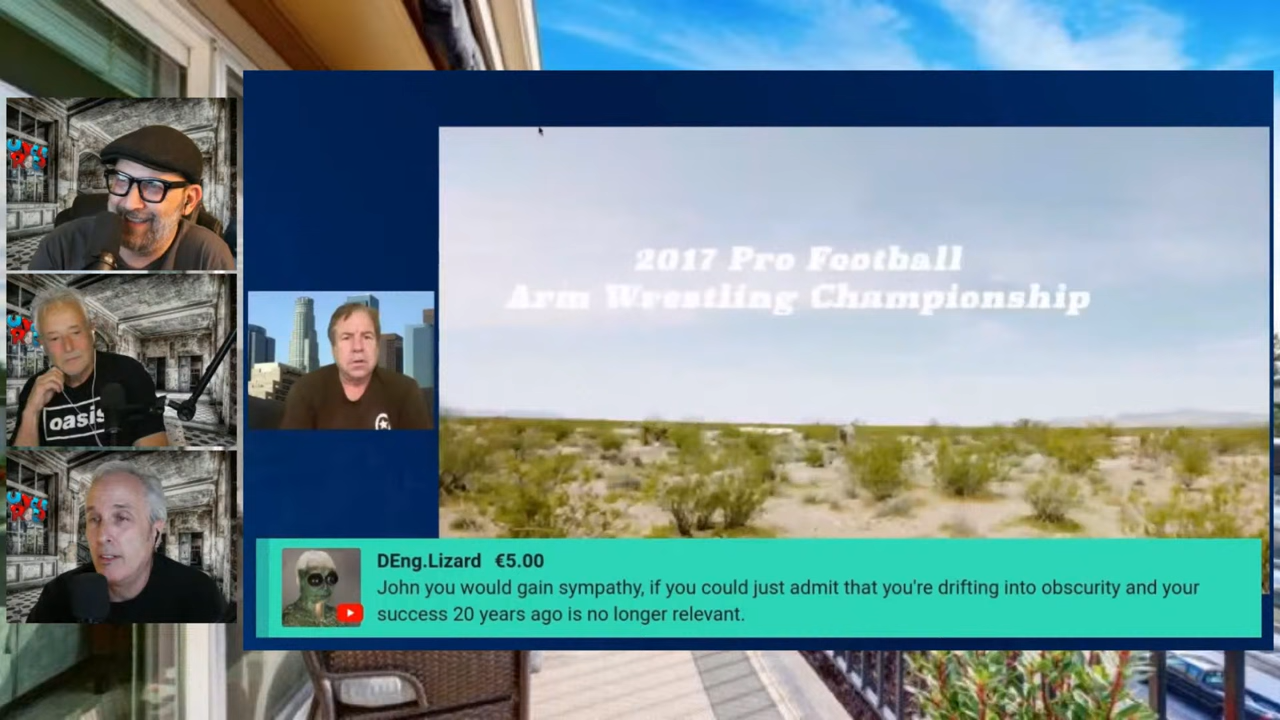 2017 Pro Football
Arm Wrestling Championship
oasis
DEng.Lizard €5.00
John you would gain sympathy, if you could just admit that you're drifting into obscurity and your
success 20 years ago is no longer relevant.